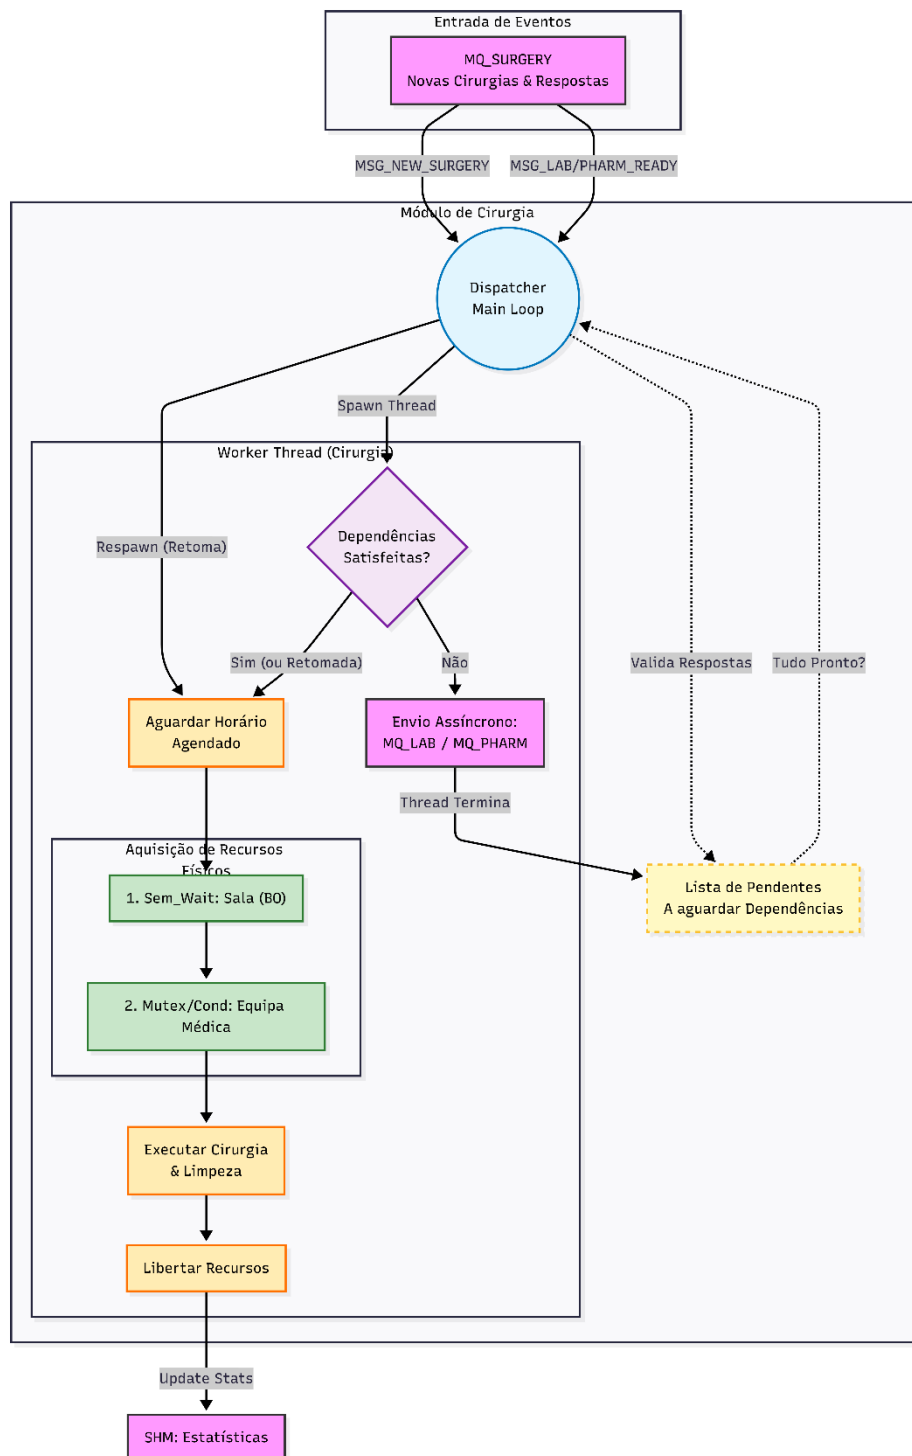 Entrada de Eventos
MQ_SURGERY
Novas Cirurgias & Respostas
MSG_NEW_SURGERY
MSG_LAB/PHARM_READY
Módulo de Cirurgia
Dispatcher
Main Loop
Spawn Thread
Worker Thread (Cirurgia)
Dependências
Satisfeitas?
Respawn (Retoma)
Sim (ou Retomada)
Não
Valida Respostas
Tudo Pronto?
Aguardar Horário
Agendado
Envio Assíncrono:
MQ_LAB / MQ_PHARM
Thread Termina
Aquisição de Recursos
Físicos
1. Sem_Wait: Sala (BO)
Lista de Pendentes
A aguardar Dependências
2. Mutex/Cond: Equipa
Médica
Executar Cirurgia
& Limpeza
Libertar Recursos
Update Stats
SHM: Estatísticas